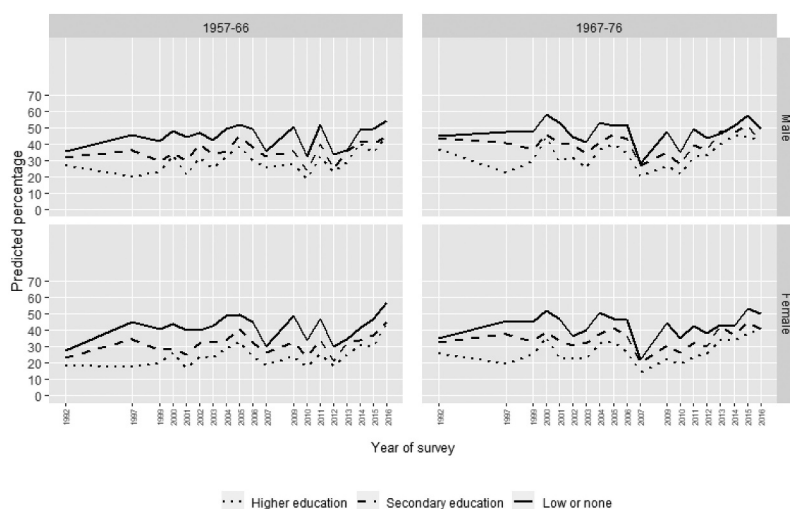 1957-66 1967-76
Male
70
60
50
40
30
20
10
0
Female
70
60
50
40
30
20
10
0
Predicted percentage
1992 1997 1999 2000 2001 2002 2003 2004 2005 2006 2007 2009 2010 2011 2012 2013 2014 2015 2016 1992 1997 1999 2000 2001 2002 2003 2004 2005 2006 2007 2009 2010 2011 2012 2013 2014 2015 2016
Year of survey
Higher education Secondary education Low or none